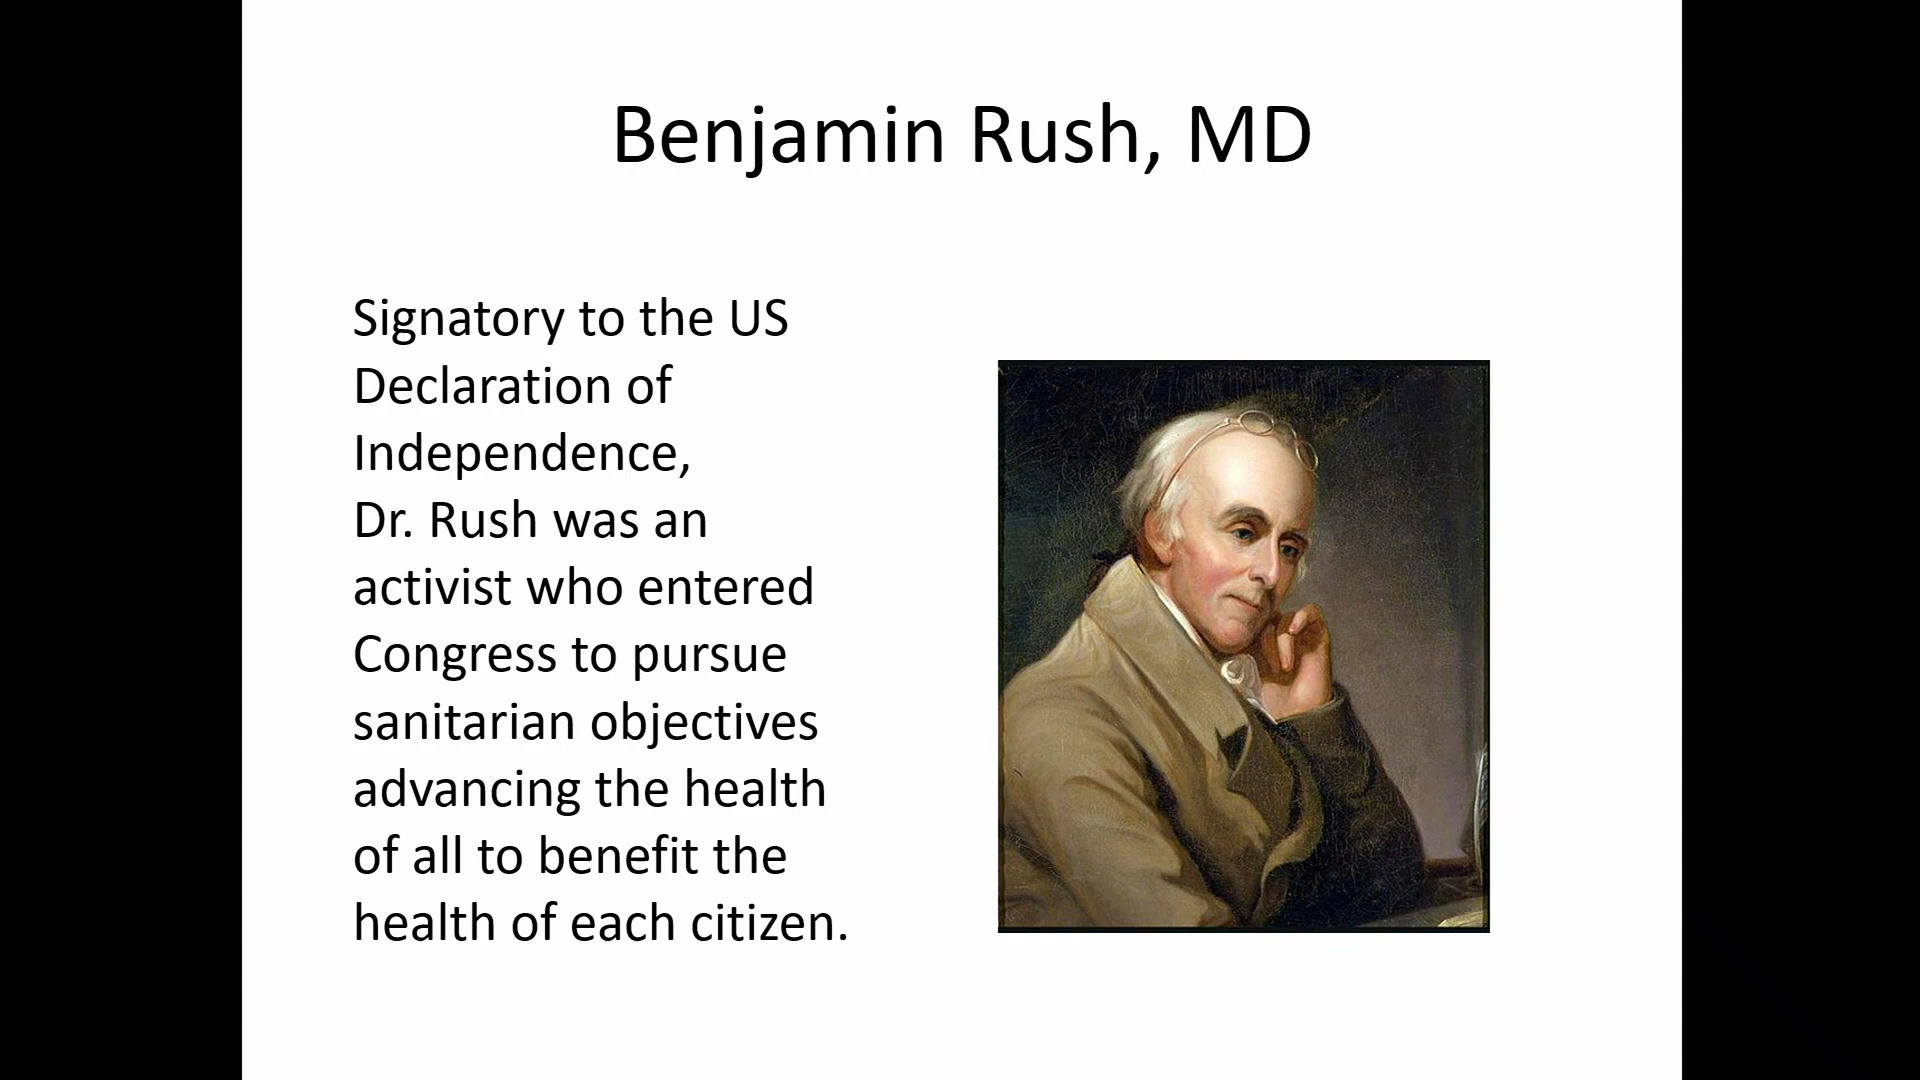 Benjamin Rush, MD
Signatory to the US
Declaration of
Independence,
Dr. Rush was an
activist who entered
Congress to pursue
sanitarian objectives
advancing the health
of all to benefit the
health of each citizen.